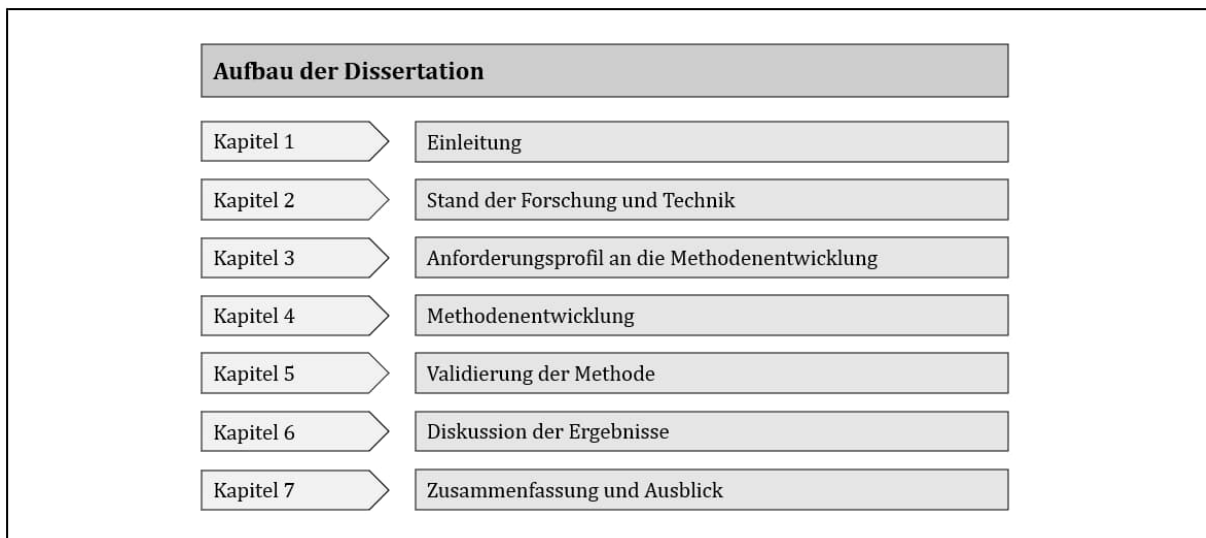 Aufbau der Dissertation
Kapitel 1 Einleitung
Kapitel 2 Stand der Forschung und Technik
Kapitel 3 Anforderungsprofil an die Methodenentwicklung
Kapitel 4 Methodenentwicklung
Kapitel 5 Validierung der Methode
Kapitel 6 Diskussion der Ergebnisse
Kapitel 7 Zusammenfassung und Ausblick